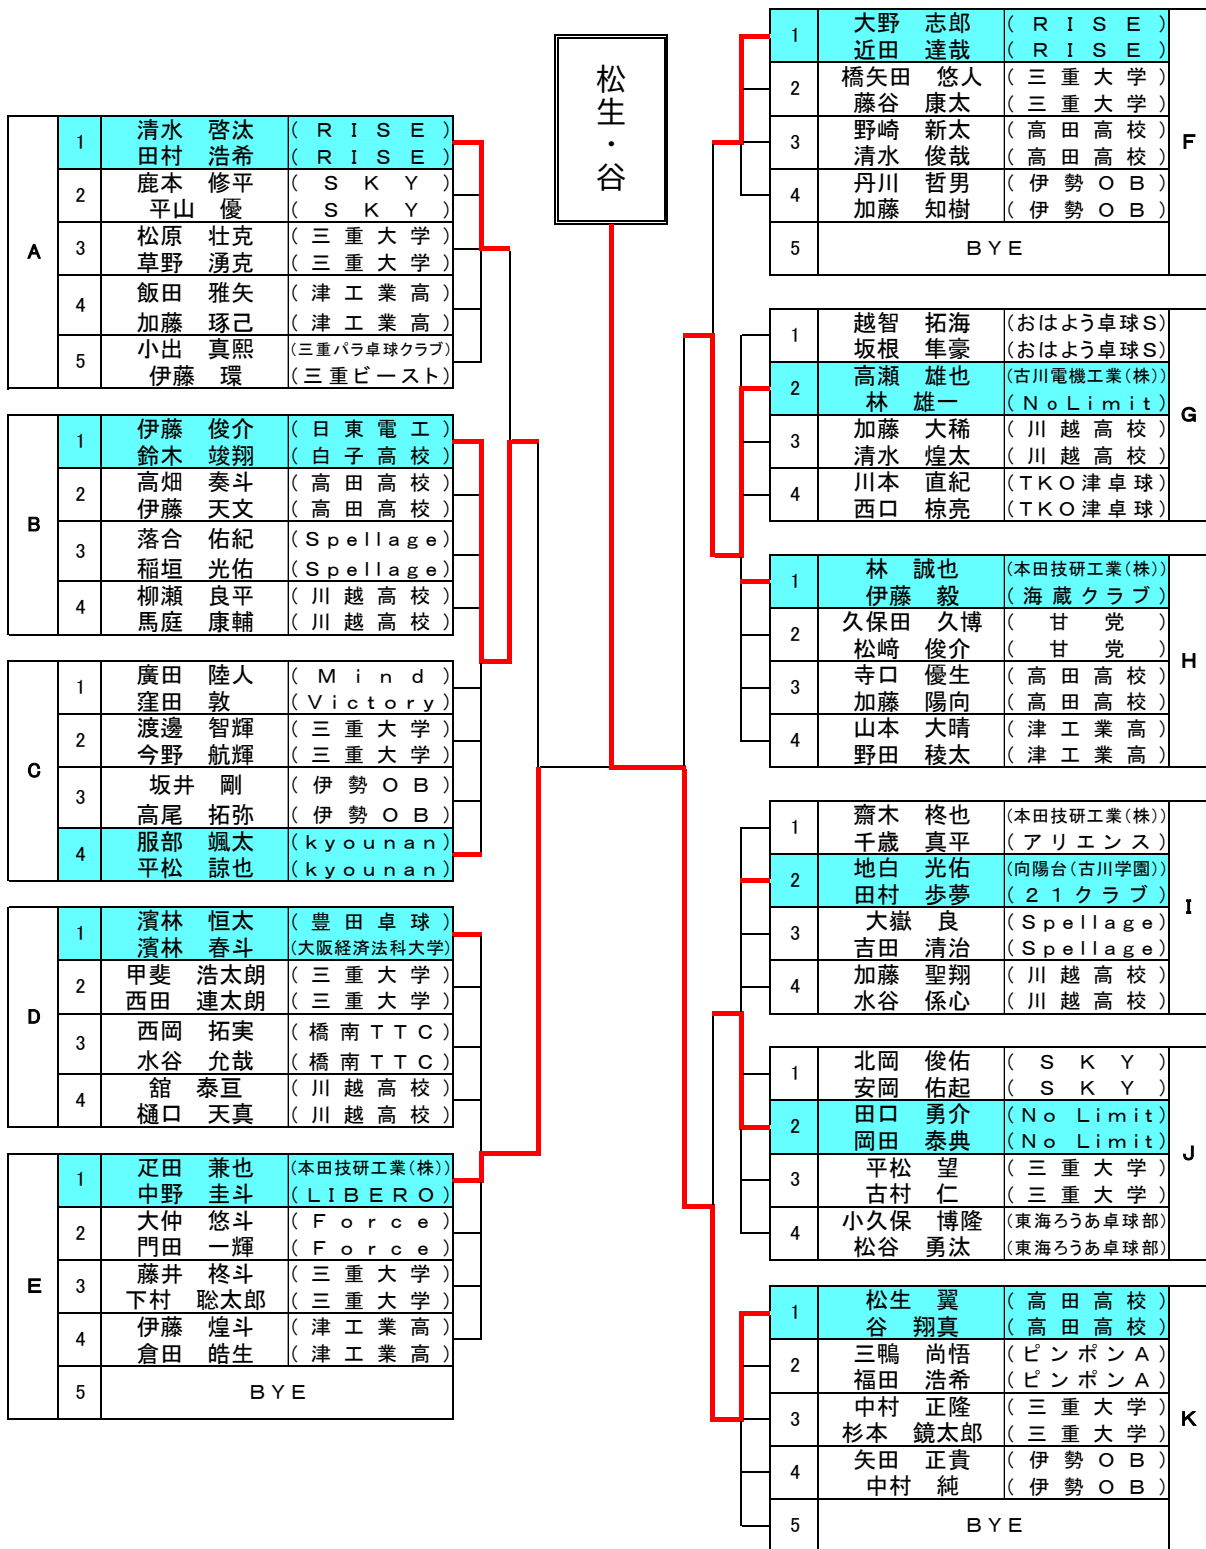 松生・谷
A
1
清水 啓汰 (RISE)
田村 浩希 (RISE)
2
鹿本 修平 (SKY)
平山 優 (SKY)
3
松原 壮克 (三重大学)
草野 湧克 (三重大学)
4
飯田 雅矢 (津工業高)
加藤 琢己 (津工業高)
5
小出 真熙 (三重パラ卓球クラブ)
伊藤 環 (三重ビースト)
B
1
伊藤 俊介 (日東電工)
鈴木 竣翔 (白子高校)
2
高畑 奏斗 (高田高校)
伊藤 天文 (高田高校)
3
落合 佑紀 (Spellage)
稲垣 光佑 (Spellage)
4
柳瀬 良平 (川越高校)
馬庭 康輔 (川越高校)
C
1
廣田 陸人 (Mind)
窪田 敦 (Victory)
2
渡邊 智輝 (三重大学)
今野 航輝 (三重大学)
3
坂井 剛 (伊勢OB)
高尾 拓弥 (伊勢OB)
4
服部 颯太 (kyounan)
平松 諒也 (kyounan)
D
1
濱林 恒太 (豊田卓球)
濱林 春斗 (大阪経済法科大学)
2
甲斐 浩太朗 (三重大学)
西田 連太朗 (三重大学)
3
西岡 拓実 (橋南TTC)
水谷 允哉 (橋南TTC)
4
舘 泰亘 (川越高校)
樋口 天真 (川越高校)
E
1
疋田 兼也 (本田技研工業(株))
中野 圭斗 (LIBERO)
2
大仲 悠斗 (Force)
門田 一輝 (Force)
3
藤井 柊斗 (三重大学)
下村 聡太郎 (三重大学)
4
伊藤 煌斗 (津工業高)
倉田 皓生 (津工業高)
5
BYE
F
1
大野 志郎 (RISE)
近田 達哉 (RISE)
2
橋矢田 悠人 (三重大学)
藤谷 康太 (三重大学)
3
野崎 新太 (高田高校)
清水 俊哉 (高田高校)
4
丹川 哲男 (伊勢OB)
加藤 知樹 (伊勢OB)
5
BYE
G
1
越智 拓海 (おはよう卓球S)
坂根 隼豪 (おはよう卓球S)
2
高瀬 雄也 (古川電機工業(株))
林 雄一 (NoLimit)
3
加藤 大稀 (川越高校)
清水 煌太 (川越高校)
4
川本 直紀 (TKO津卓球)
西口 椋亮 (TKO津卓球)
H
1
林 誠也 (本田技研工業(株))
伊藤 毅 (海蔵クラブ)
2
久保田 久博 (甘党)
松﨑 俊介 (甘党)
3
寺口 優生 (高田高校)
加藤 陽向 (高田高校)
4
山本 大晴 (津工業高)
野田 稜太 (津工業高)
I
1
齋木 柊也 (本田技研工業(株))
千歳 真平 (アリエンス)
2
地白 光佑 (向陽台(古川学園))
田村 歩夢 (21クラブ)
3
大嶽 良 (Spellage)
吉田 清治 (Spellage)
4
加藤 聖翔 (川越高校)
水谷 係心 (川越高校)
J
1
北岡 俊佑 (SKY)
安岡 佑起 (SKY)
2
田口 勇介 (No Limit)
岡田 泰典 (No Limit)
3
平松 望 (三重大学)
古村 仁 (三重大学)
4
小久保 博隆 (東海ろうあ卓球部)
松谷 勇汰 (東海ろうあ卓球部)
K
1
松生 翼 (高田高校)
谷 翔真 (高田高校)
2
三鴨 尚悟 (ピンポンA)
福田 浩希 (ピンポンA)
3
中村 正隆 (三重大学)
杉本 鏡太郎 (三重大学)
4
矢田 正貴 (伊勢OB)
中村 純 (伊勢OB)
5
BYE